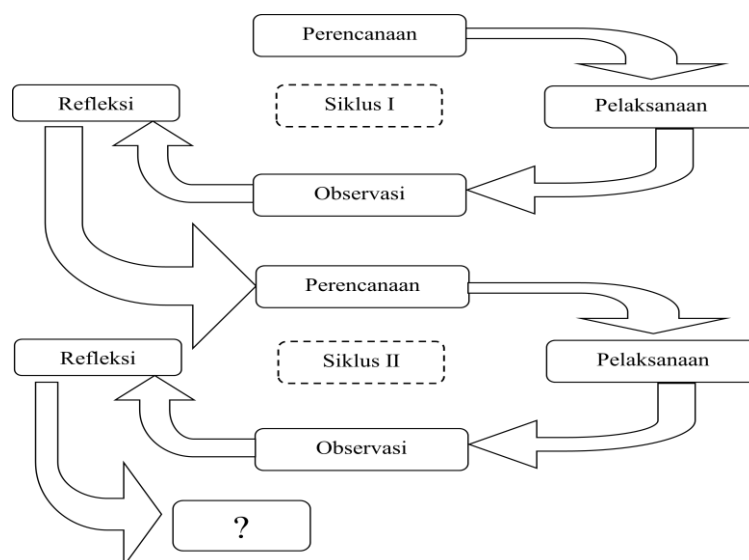 Perencanaan
Refleksi
Siklus I
Pelaksanaan
Observasi
Perencanaan
Refleksi
Siklus II
Pelaksanaan
Observasi
?